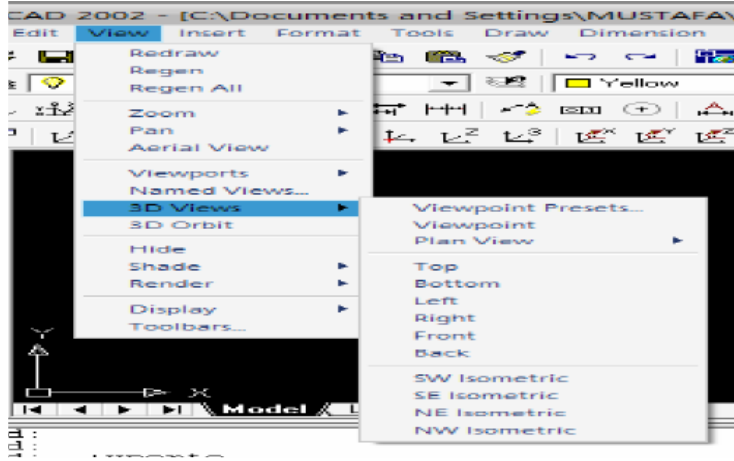 CAD 2002 - [C:\Documents and Settings\MUSTAFA\
Edit View Insert Format Tools Draw Dimension
Yellow
Redraw
Regen
Regen All
Zoom
Pan
Aerial View
Viewports
Named Views...
3D Views
3D Orbit
Hide
Shade
Render
Display
Toolbars...
Viewpoint Presets...
Viewpoint
Plan View
Top
Bottom
Left
Right
Front
Back
SW Isometric
SE Isometric
NE Isometric
NW Isometric
Y
X
Model